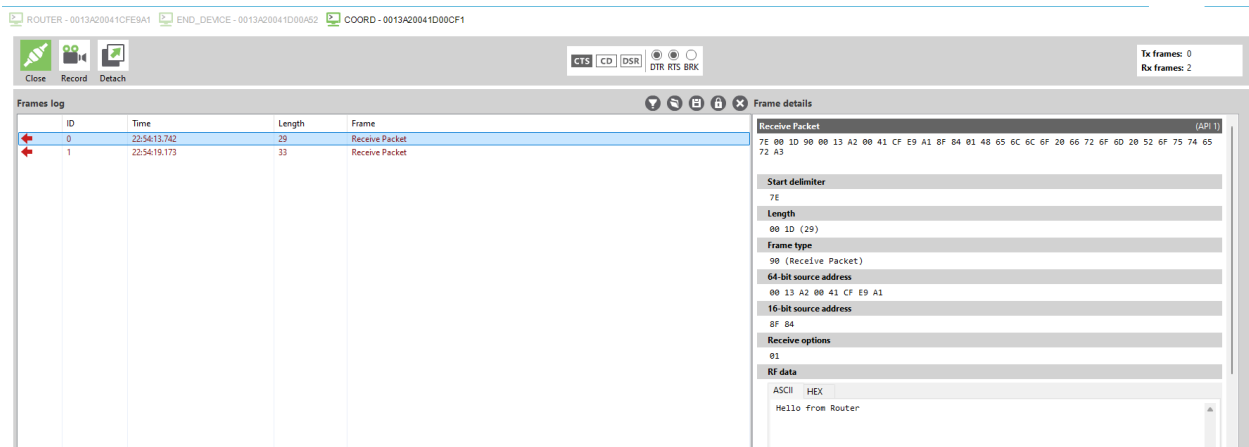 ROUTER - 0013A20041CFE9A1 END_DEVICE - 0013A20041D00A52 COORD - 0013A20041D00CF1
Close Record Detach
CTS CD DSR DTR RTS BRK
Tx frames: 0
Rx frames: 2
Frames log
ID Time Length Frame
0 22:54:13.742 29 Receive Packet
1 22:54:19.173 33 Receive Packet
Frame details
Receive Packet (API 1)
7E 00 1D 90 00 13 A2 00 41 CF E9 A1 8F 84 01 48 65 6C 6C 6F 20 66 72 6F 6D 20 52 6F 75 74 65
72 A3
Start delimiter
7E
Length
00 1D (29)
Frame type
90 (Receive Packet)
64-bit source address
00 13 A2 00 41 CF E9 A1
16-bit source address
8F 84
Receive options
01
RF data
ASCII HEX
Hello from Router